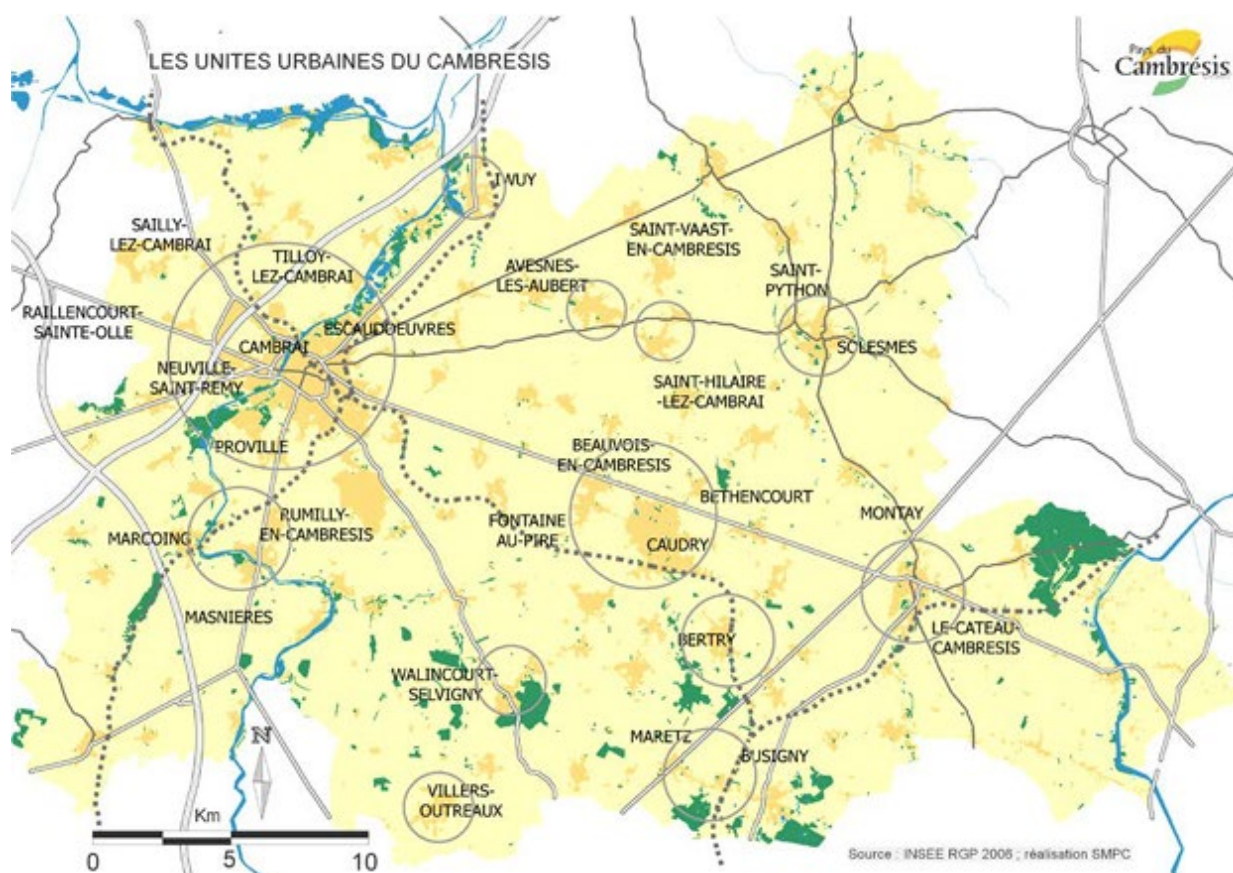 LES UNITES URBAINES DU CAMBRESIS
Pays du
Cambrésis
IWUY
SAILLY-
LEZ-CAMBRAI
TILLOY-
LEZ-CAMBRAI
SAINT-VAAST-
EN-CAMBRESIS
AVESNES-
LES-AUBERT
SAINT-
PYTHON
RAILLENCOURT-
SAINTE-OLLE
ESCAUDOEUVRES
CAMBRAI
SOLESMES
NEUVILLE-
SAINT-REMY
SAINT-HILAIRE
-LEZ-CAMBRAI
PROVILLE
BEAUVOIS-
EN-CAMBRESIS
BETHENCOURT
MONTAY
RUMILLY-
EN-CAMBRESIS
FONTAINE
AU-PIRE
MARCOING
CAUDRY
MASNIERES
BERTRY
LE-CATEAU-
CAMBRESIS
WALINCOURT-
SELVIGNY
MARETZ
BUSIGNY
VILLERS-
OUTREAUX
N
Km
0 5 10
Source : INSEE RGP 2006 ; réalisation SMPC